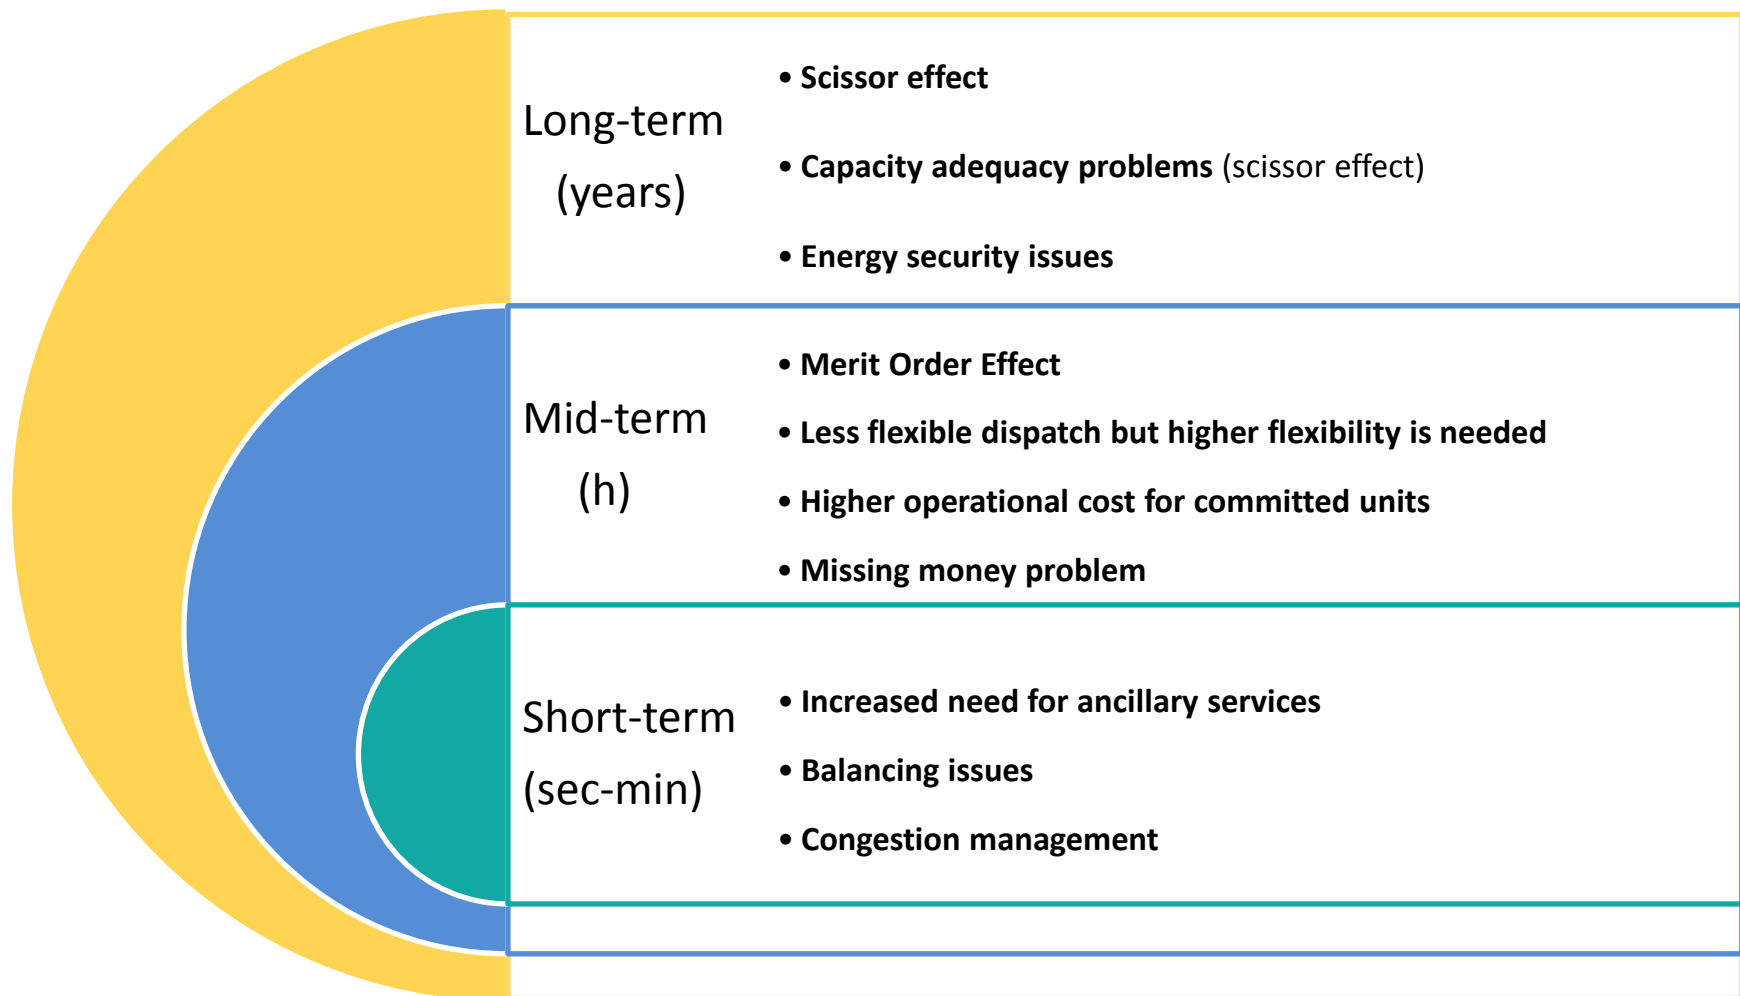 Long-term
(years)
• Scissor effect
• Capacity adequacy problems (scissor effect)
• Energy security issues
Mid-term
(h)
• Merit Order Effect
• Less flexible dispatch but higher flexibility is needed
• Higher operational cost for committed units
• Missing money problem
Short-term
(sec-min)
• Increased need for ancillary services
• Balancing issues
• Congestion management